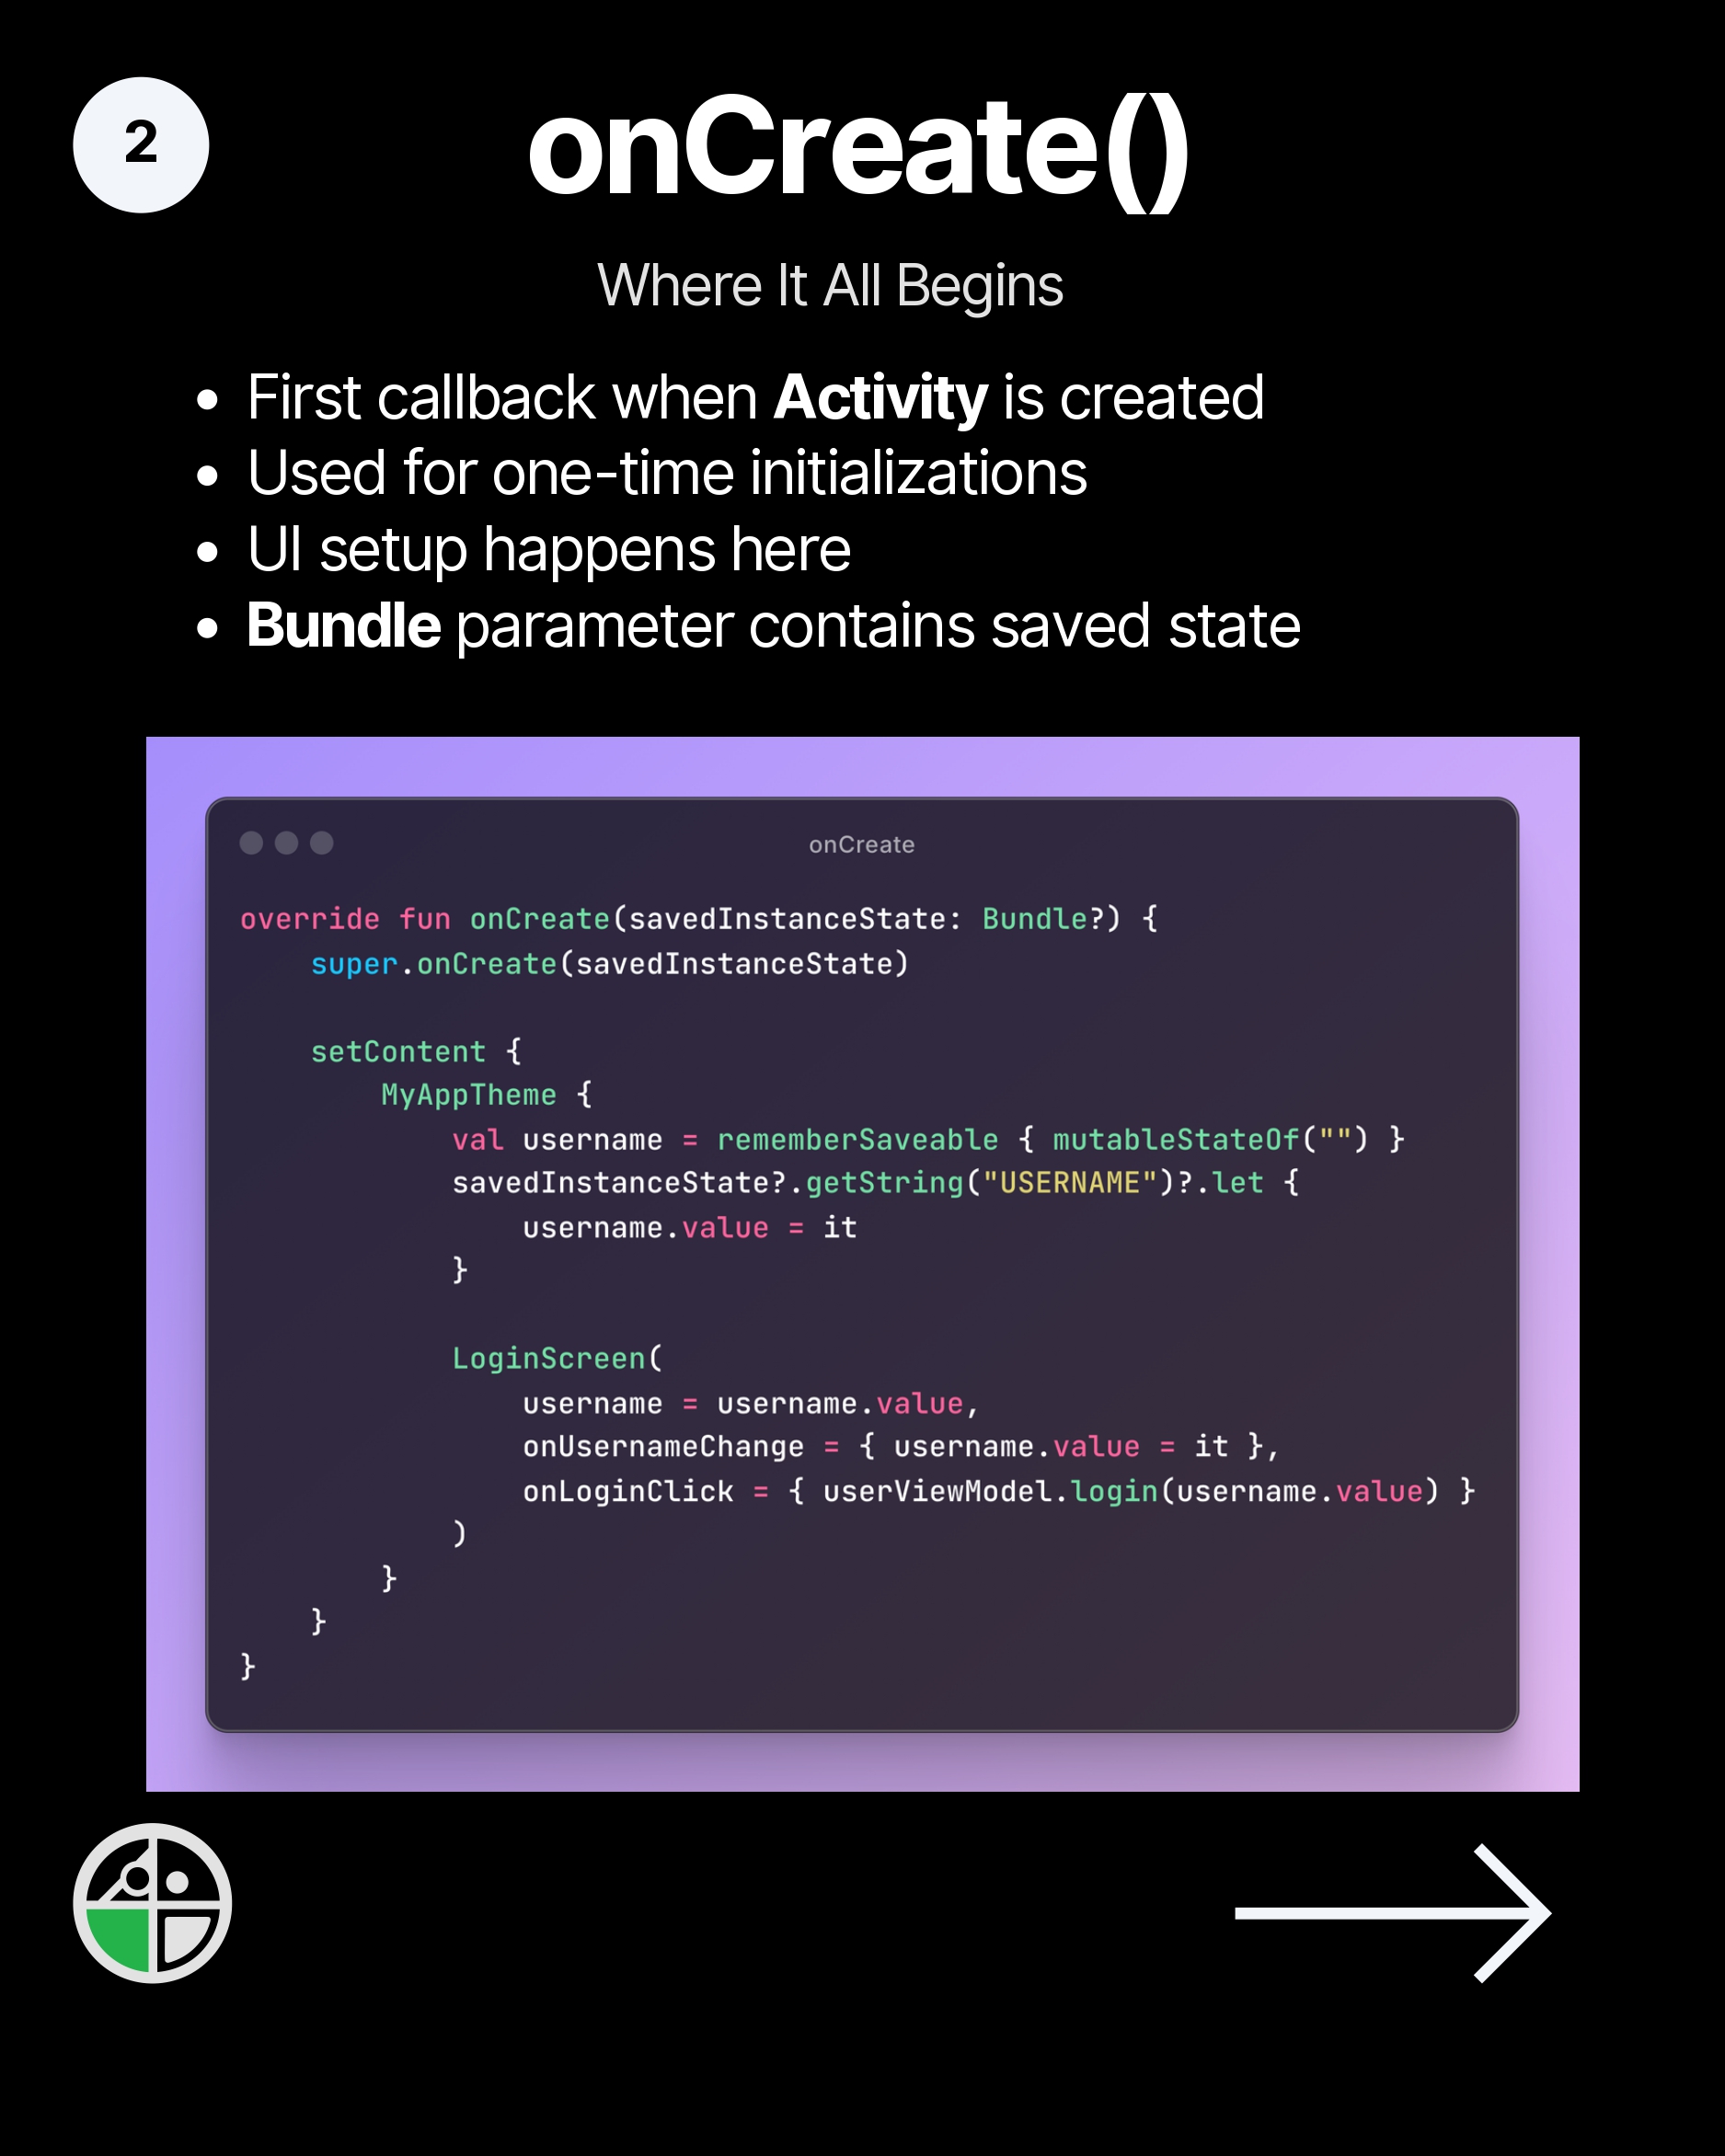 2
onCreate()
Where It All Begins
• First callback when Activity is created
• Used for one-time initializations
• UI setup happens here
• Bundle parameter contains saved state
onCreate
override fun onCreate(savedInstanceState: Bundle?) {
    super.onCreate(savedInstanceState)

    setContent {
        MyAppTheme {
            val username = rememberSaveable { mutableStateOf("") }
            savedInstanceState?.getString("USERNAME")?.let {
                username.value = it
            }

            LoginScreen(
                username = username.value,
                onUsernameChange = { username.value = it },
                onLoginClick = { userViewModel.login(username.value) }
            )
        }
    }
}